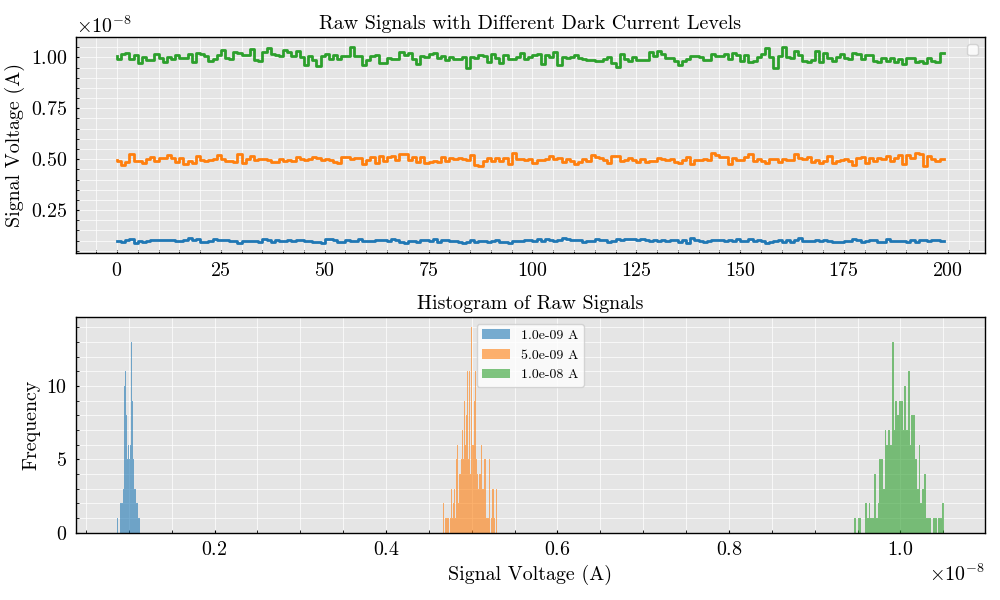 Raw Signals with Different Dark Current Levels
×10⁻⁸
Signal Voltage (A)
1.00
0.75
0.50
0.25
0 25 50 75 100 125 150 175 200
Histogram of Raw Signals
1.0e-09 A
5.0e-09 A
1.0e-08 A
Frequency
10
5
0
0.2 0.4 0.6 0.8 1.0
Signal Voltage (A)
×10⁻⁸